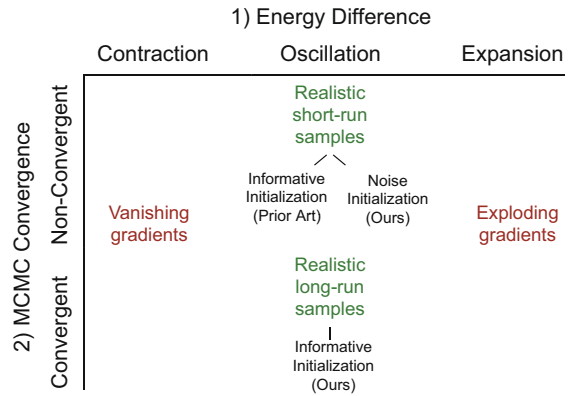 1) Energy Difference
Contraction
Oscillation
Expansion
2) MCMC Convergence
Non-Convergent
Convergent
Realistic
short-run
samples
Informative
Initialization
(Prior Art)
Noise
Initialization
(Ours)
Vanishing
gradients
Exploding
gradients
Realistic
long-run
samples
Informative
Initialization
(Ours)